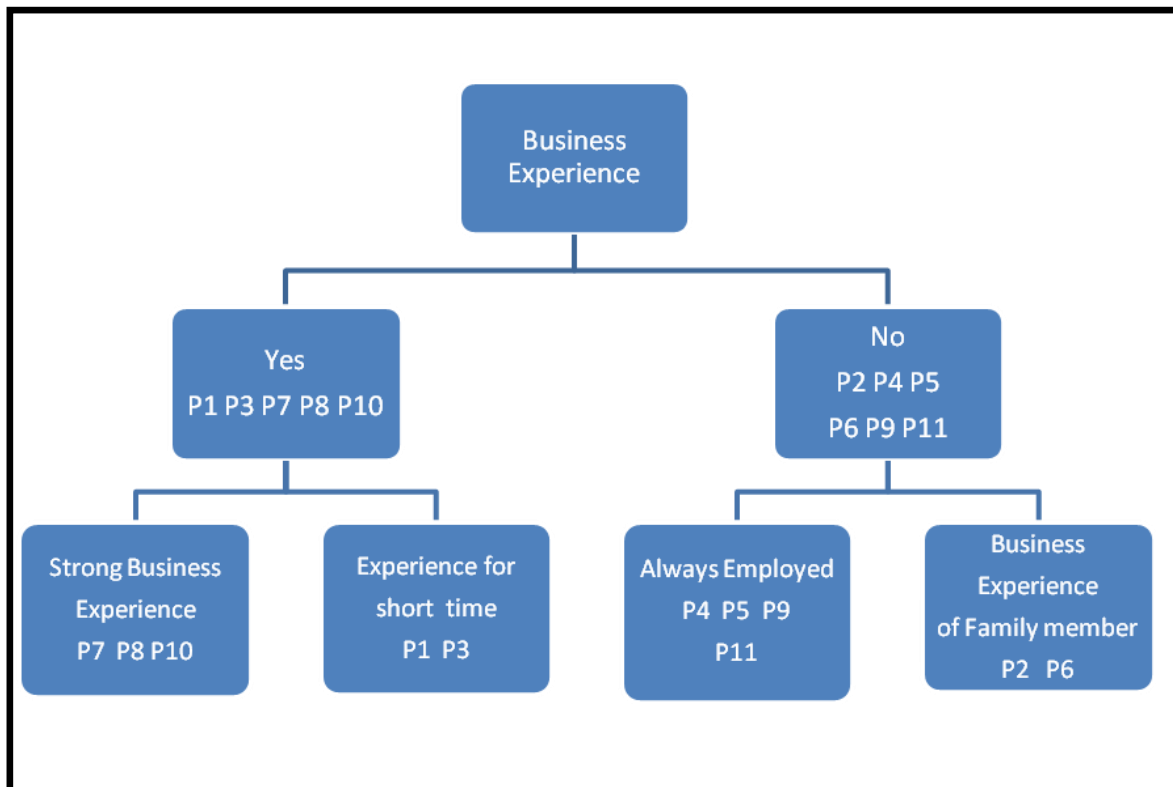 Business
Experience
Yes
P1 P3 P7 P8 P10
No
P2 P4 P5
P6 P9 P11
Strong Business
Experience
P7 P8 P10
Experience for
short time
P1 P3
Always Employed
P4 P5 P9
P11
Business
Experience
of Family member
P2 P6